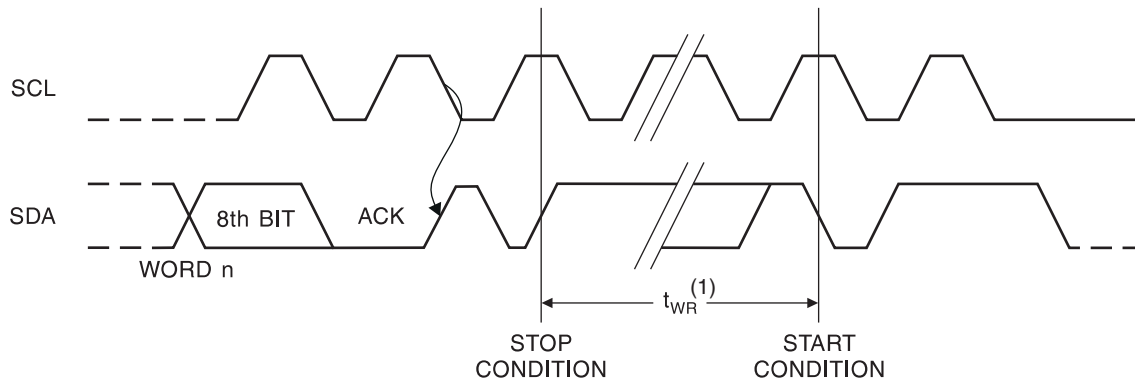 SCL
SDA
8th BIT
ACK
WORD n
tWR(1)
STOP
CONDITION
START
CONDITION